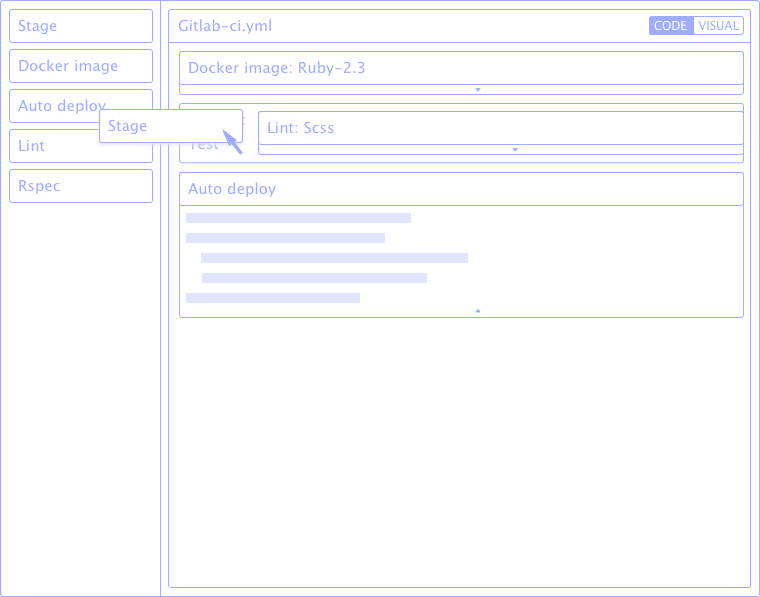 Stage
Docker image
Auto deploy
Lint
Rspec
Stage
Gitlab-ci.yml
CODE VISUAL
Docker image: Ruby-2.3
Lint: Scss
Test
Auto deploy